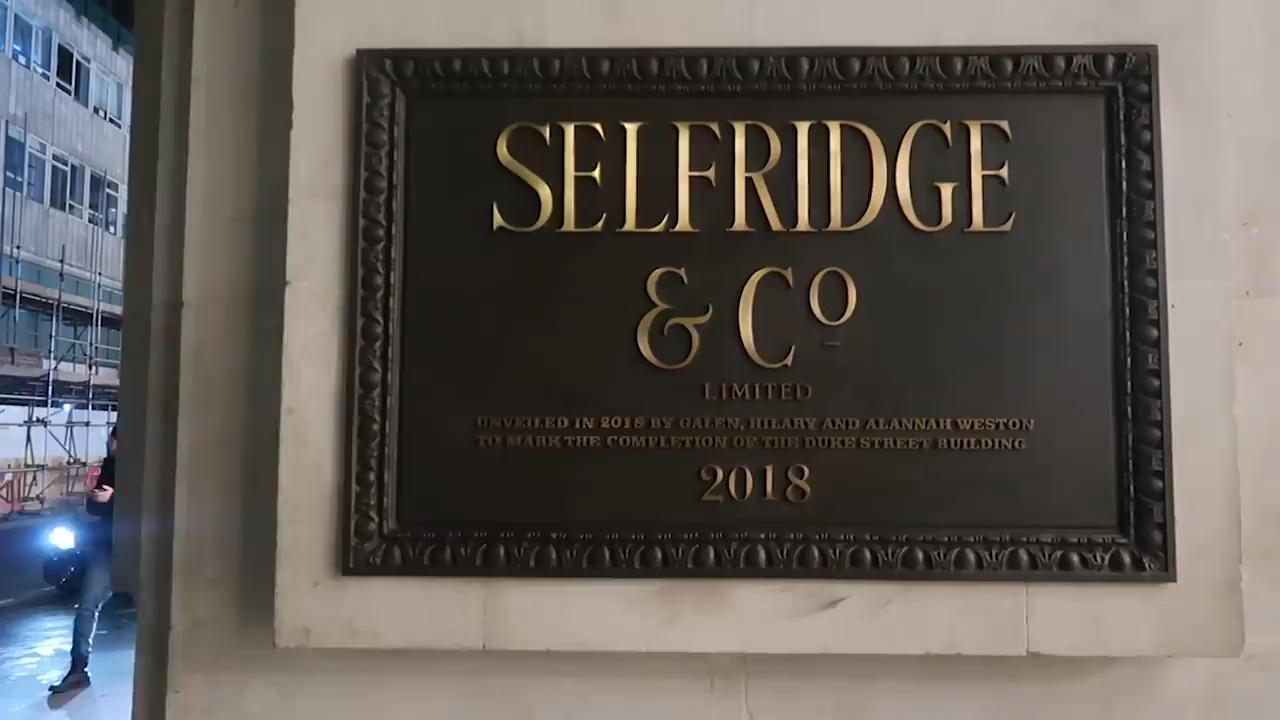 SELFRIDGE
& Co
LIMITED
UNVEILED IN 2018 BY GALEN, HILARY AND ALANNAH WESTON
TO MARK THE COMPLETION OF THE DUKE STREET BUILDING
2018